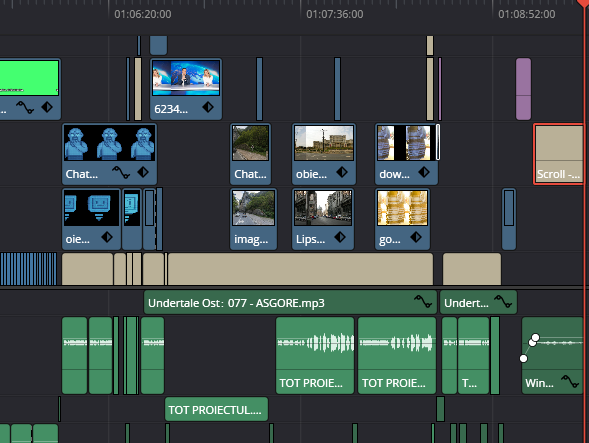 01:06:20:00
01:07:36:00
01:08:52:00
...
6234...
Chat...
Chat...
obie...
dow...
Scroll -...
oie...
imag...
Lips...
go...
Undertale Ost: 077 - ASGORE.mp3
Undert...
TOT PROIE...
TOT PROIE...
T...
Win...
TOT PROIECTUL....